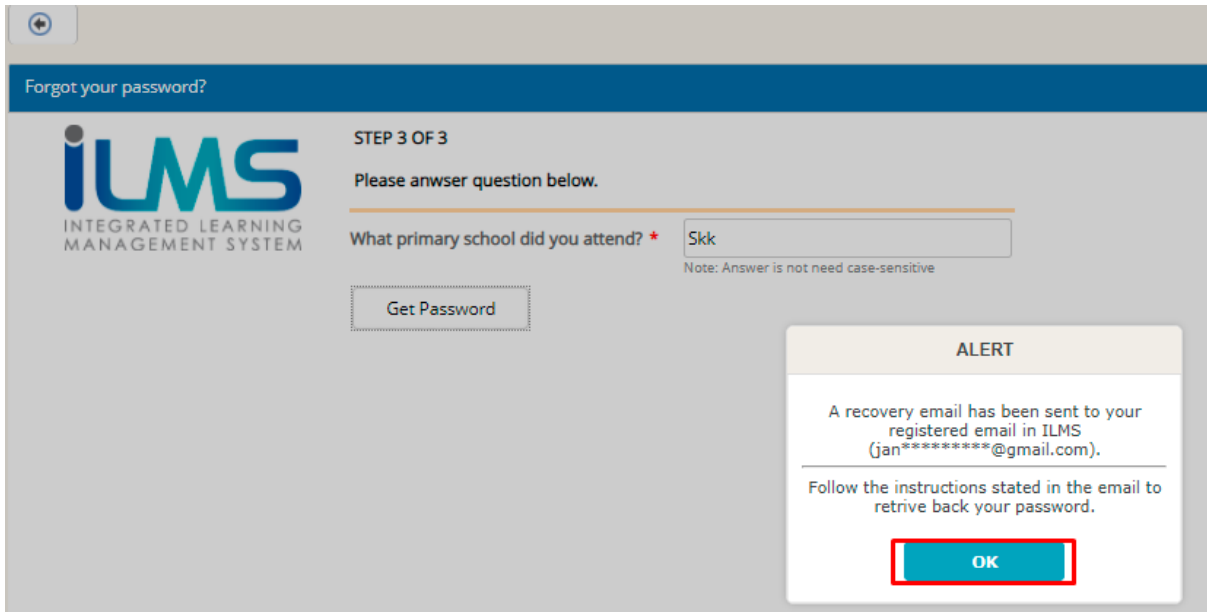 Forgot your password?
iLMS
INTEGRATED LEARNING
MANAGEMENT SYSTEM
STEP 3 OF 3
Please anwser question below.
What primary school did you attend? * Skk
Note: Answer is not need case-sensitive
Get Password
ALERT
A recovery email has been sent to your
registered email in ILMS
(jan*********@gmail.com).
Follow the instructions stated in the email to
retrive back your password.
OK